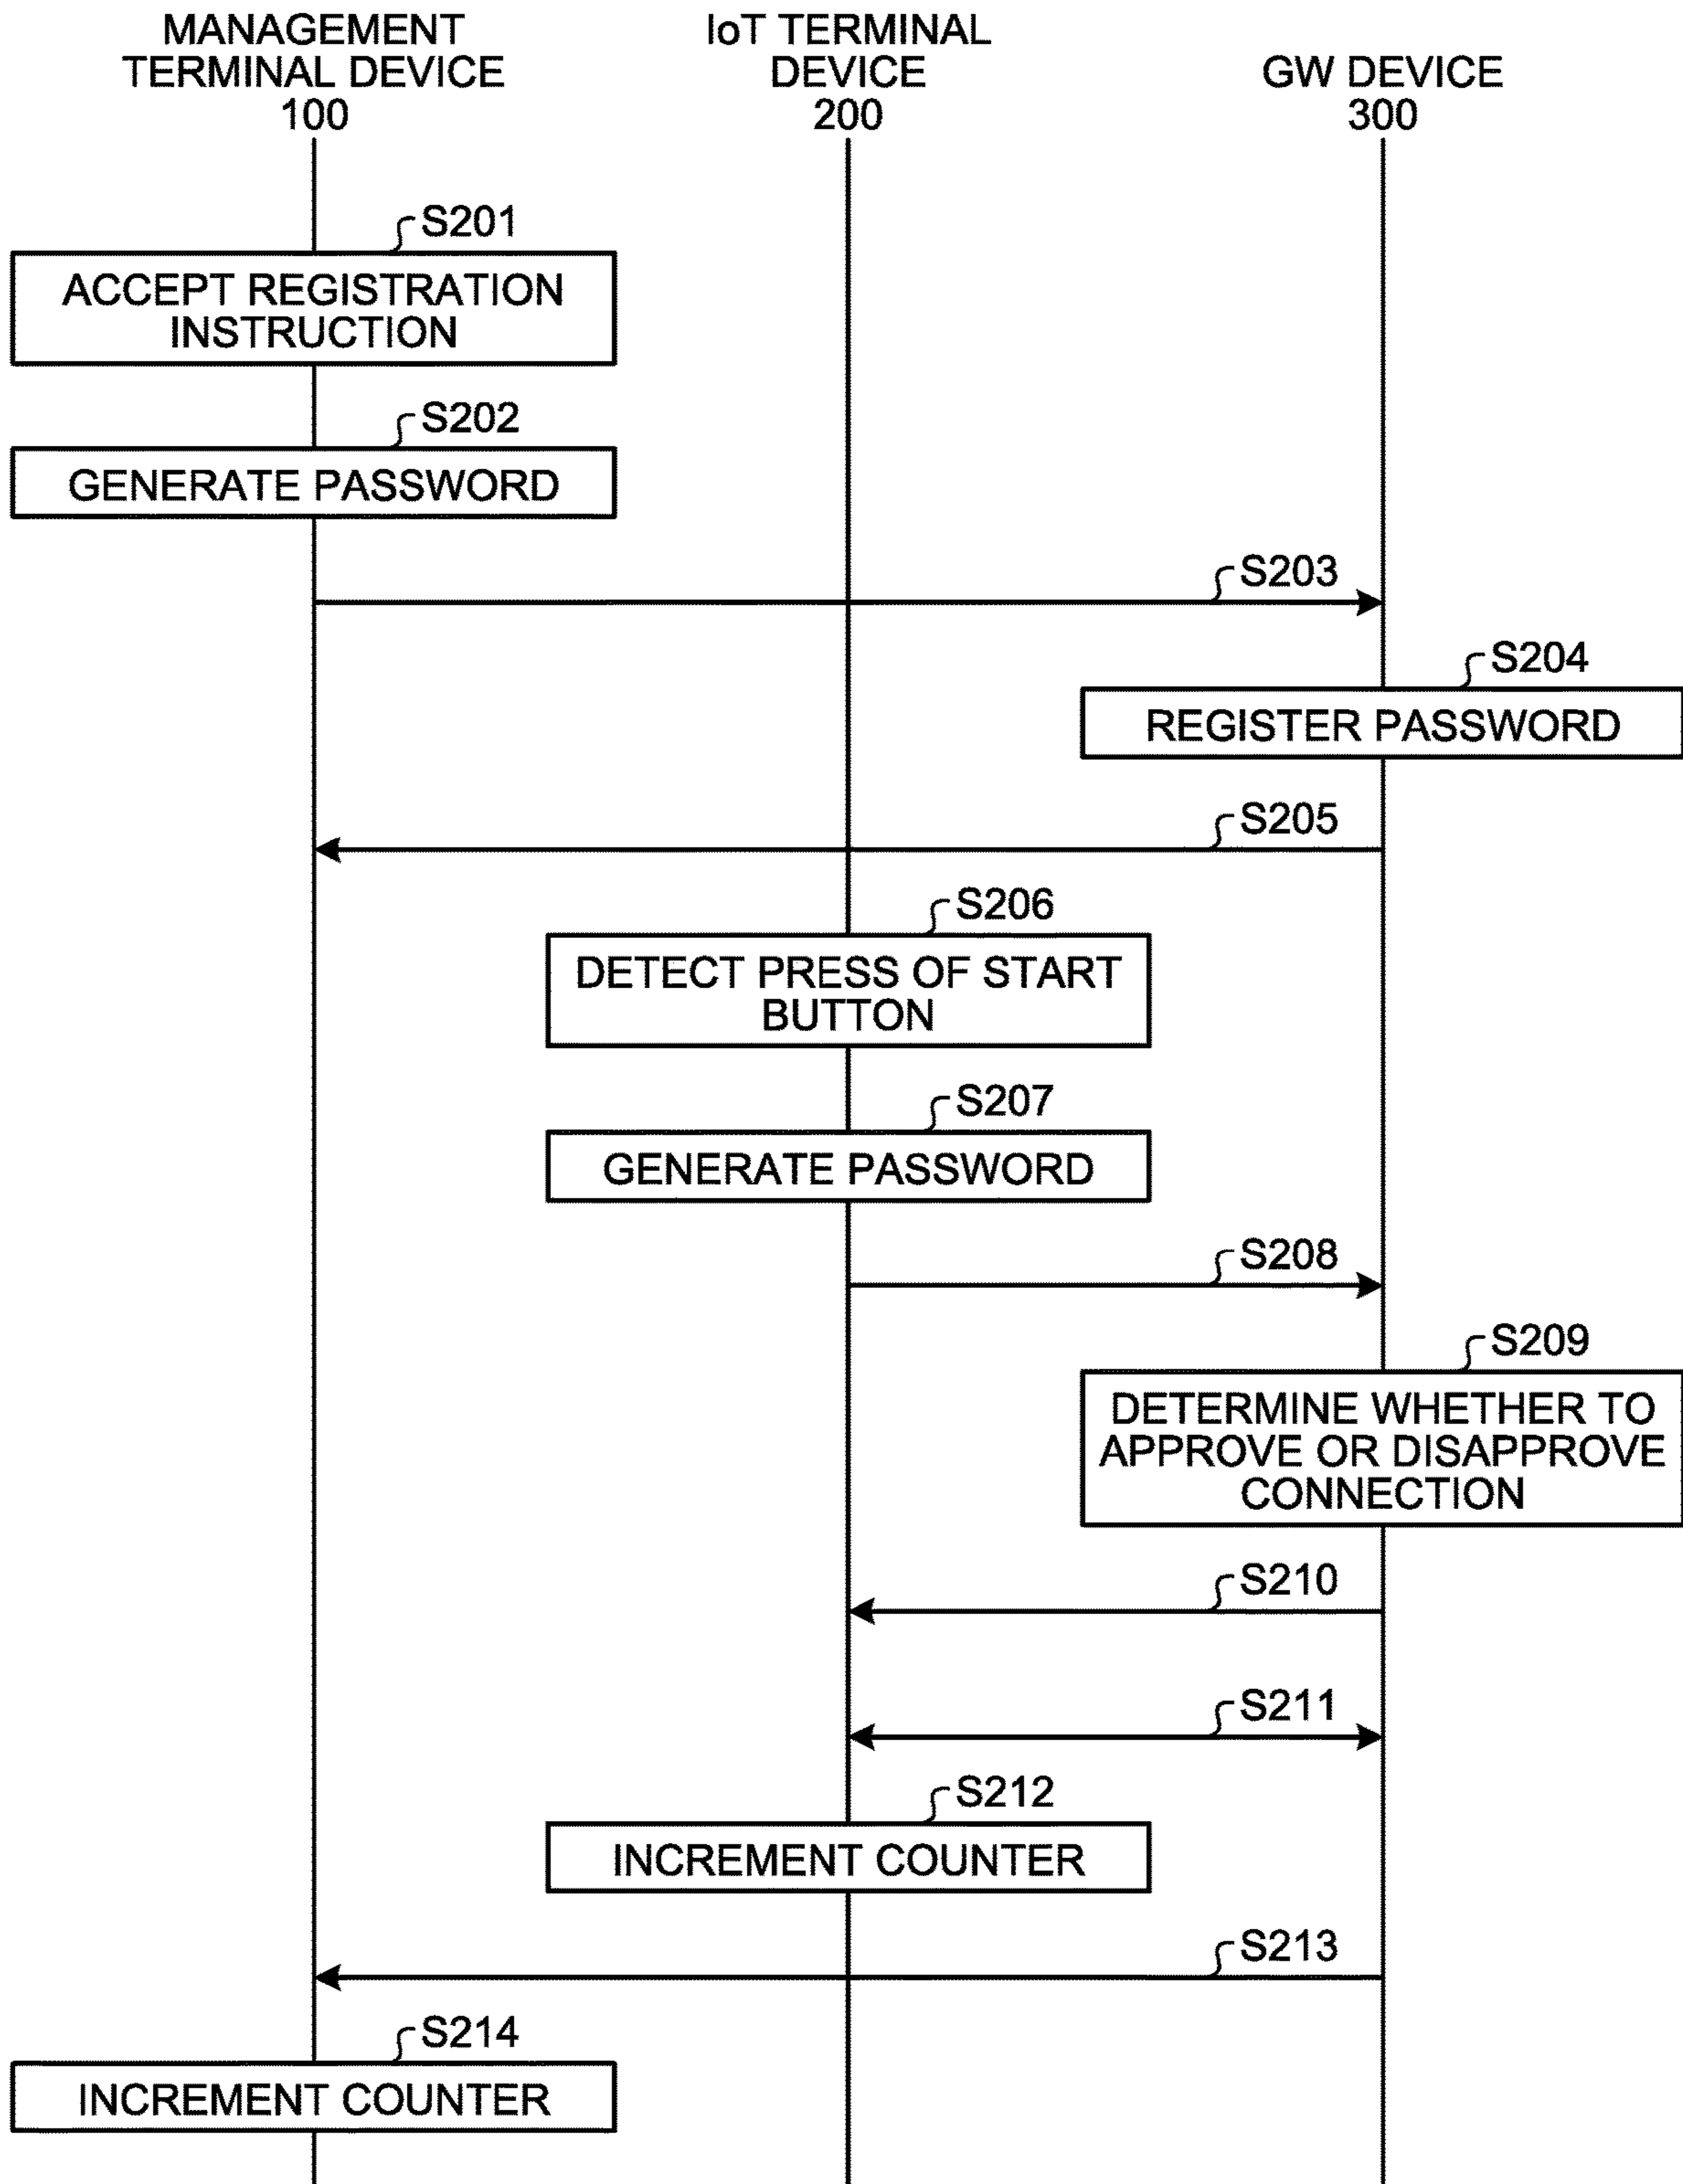 MANAGEMENT
TERMINAL DEVICE
100
IoT TERMINAL
DEVICE
200
GW DEVICE
300
S201
ACCEPT REGISTRATION
INSTRUCTION
S202
GENERATE PASSWORD
S203
S204
REGISTER PASSWORD
S205
S206
DETECT PRESS OF START
BUTTON
S207
GENERATE PASSWORD
S208
S209
DETERMINE WHETHER TO
APPROVE OR DISAPPROVE
CONNECTION
S210
S211
S212
INCREMENT COUNTER
S213
S214
INCREMENT COUNTER